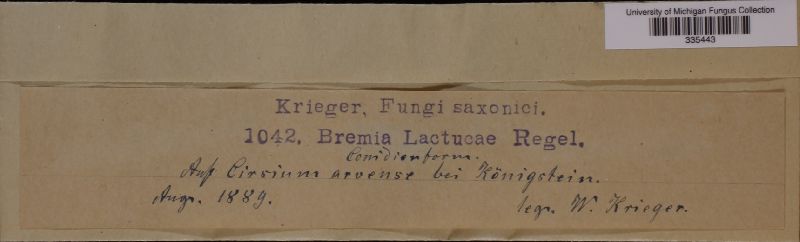 University of Michigan Fungus Collection
335443
Krieger, Fungi saxonici.
1042. Bremia Lactucae Regel.
Conidienform.
Auf Cirsium arvense bei Königstein.
Aug. 1889.
leg. W. Krieger.